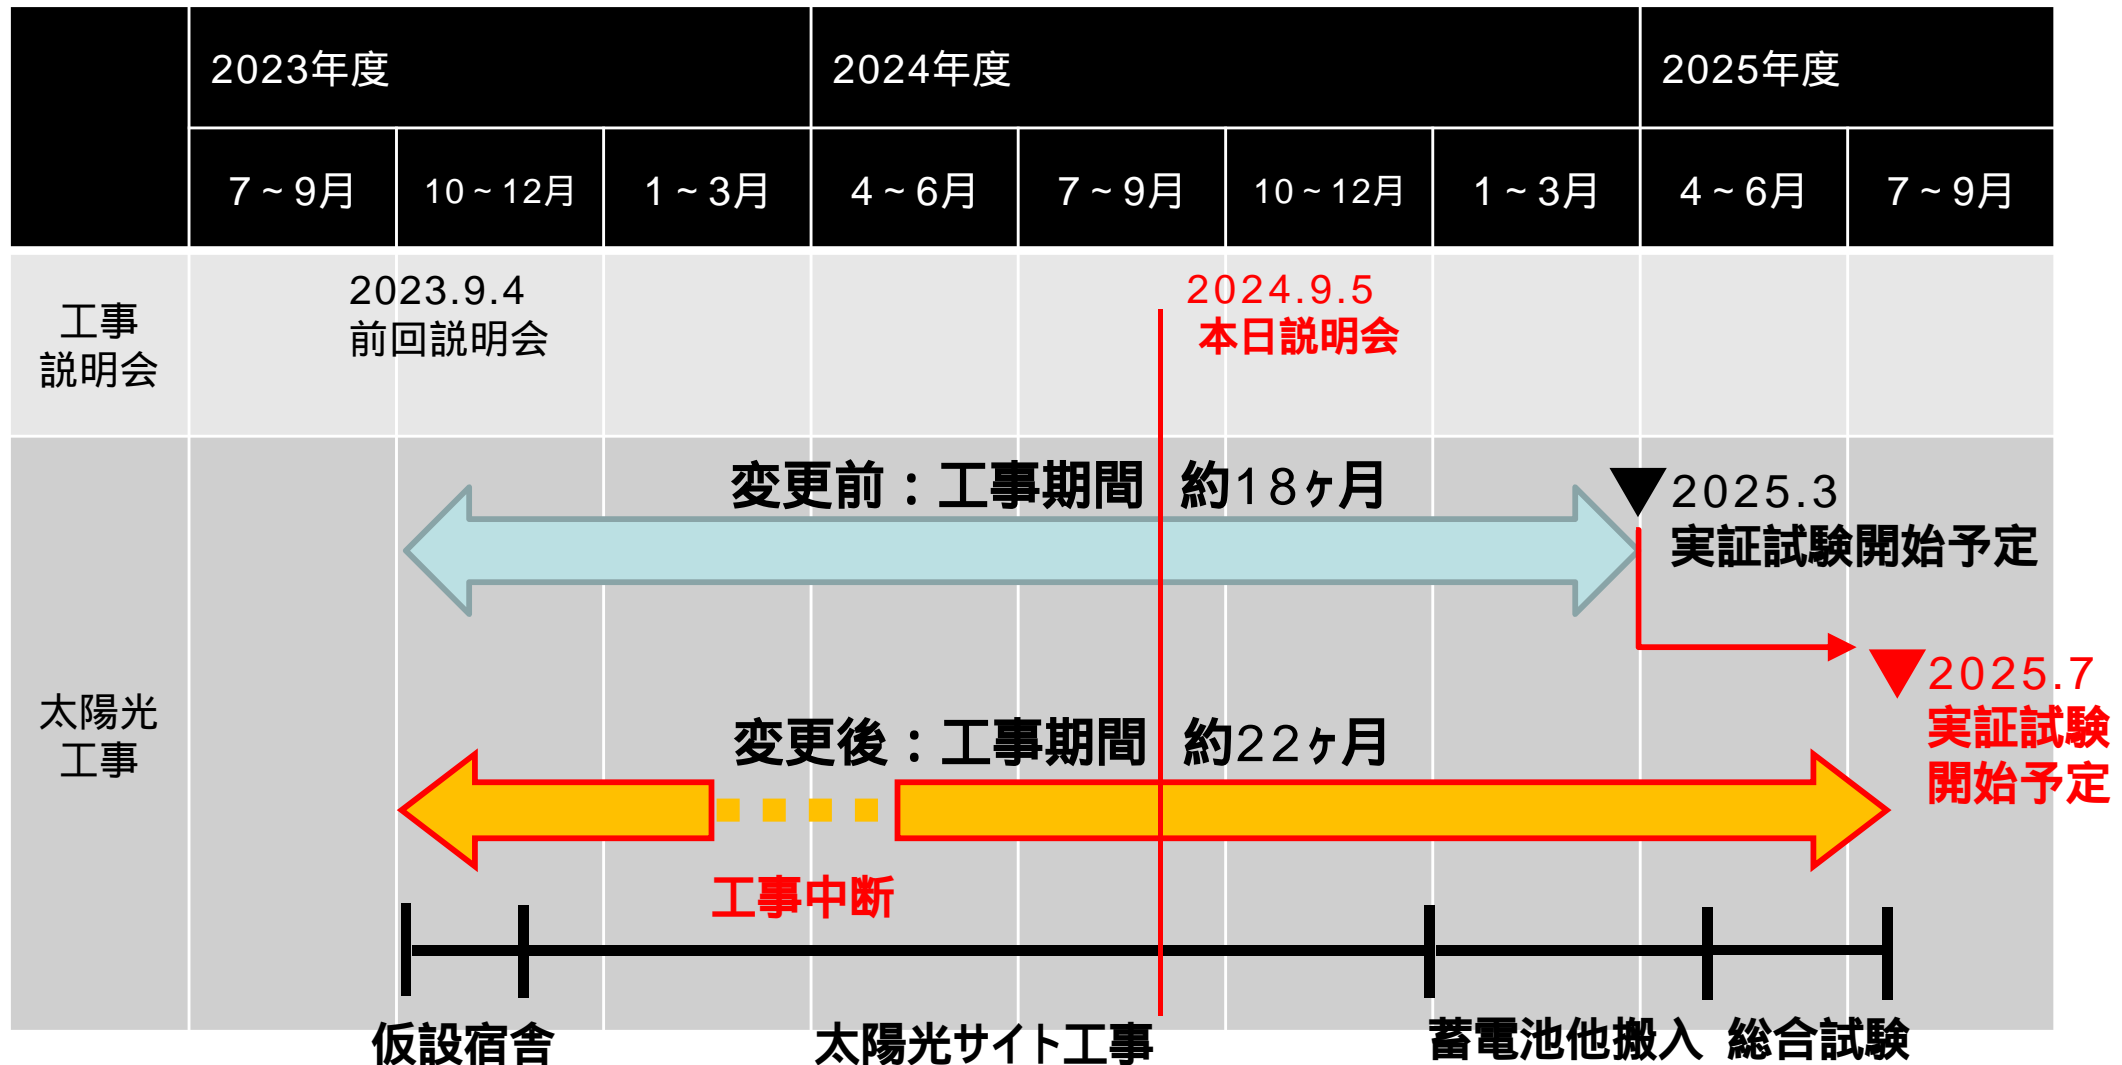 2023年度
2024年度
2025年度
7~9月
10~12月
1~3月
4~6月
7~9月
10~12月
1~3月
4~6月
7~9月
工事
説明会
2023.9.4
前回説明会
2024.9.5
本日説明会
太陽光
工事
変更前:工事期間 約18ヶ月
2025.3
実証試験開始予定
2025.7
実証試験
開始予定
変更後:工事期間 約22ヶ月
工事中断
仮設宿舎
太陽光サイト工事
蓄電池他搬入
総合試験